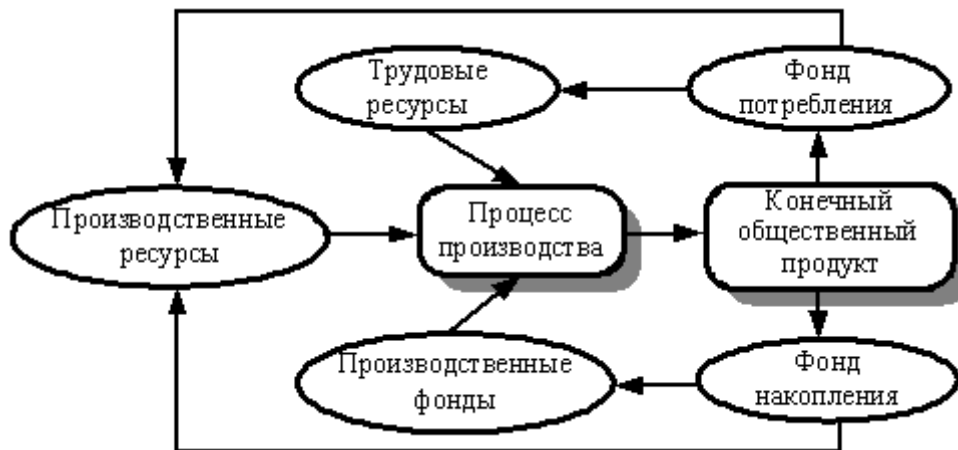 Трудовые
ресурсы
Фонд
потребления
Производственные
ресурсы
Процесс
производства
Конечный
общественный
продукт
Производственные
фонды
Фонд
накопления